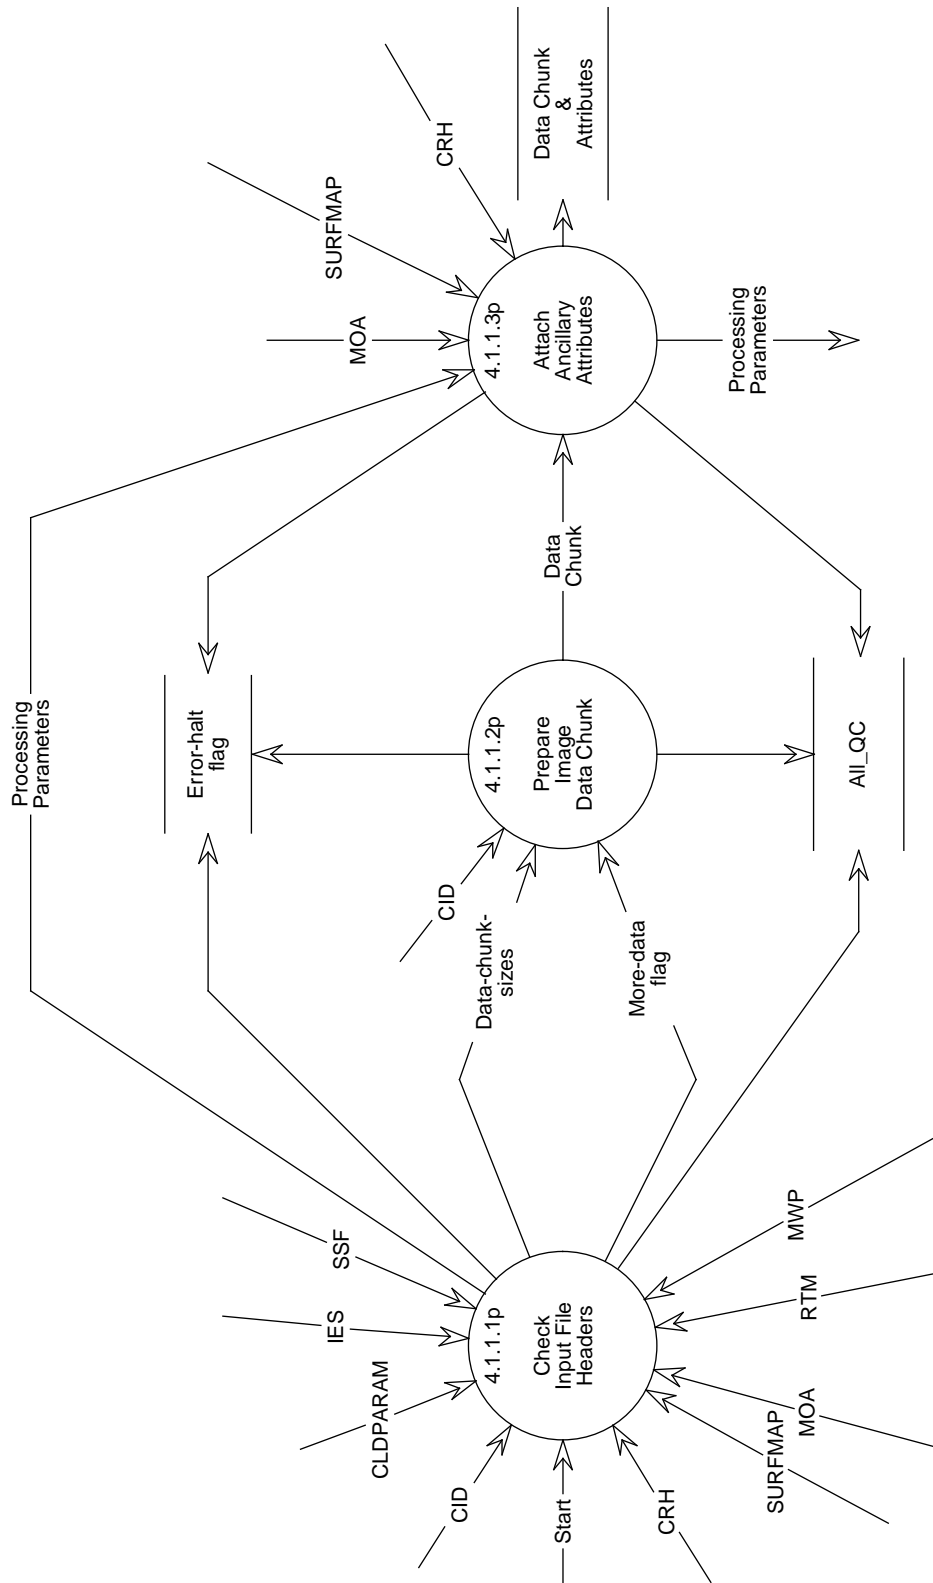 Processing
Parameters
Error-halt
flag
SSF
IES
CLDPARAM
CID
Start
CRH
SURFMAP
MOA
RTM
MWP
4.1.1.1p
Check
Input File
Headers
Data-chunk-
sizes
More-data
flag
CID
4.1.1.2p
Prepare
Image
Data Chunk
All_QC
Data
Chunk
MOA
SURFMAP
CRH
4.1.1.3p
Attach
Ancillary
Attributes
Data Chunk
&
Attributes
Processing
Parameters